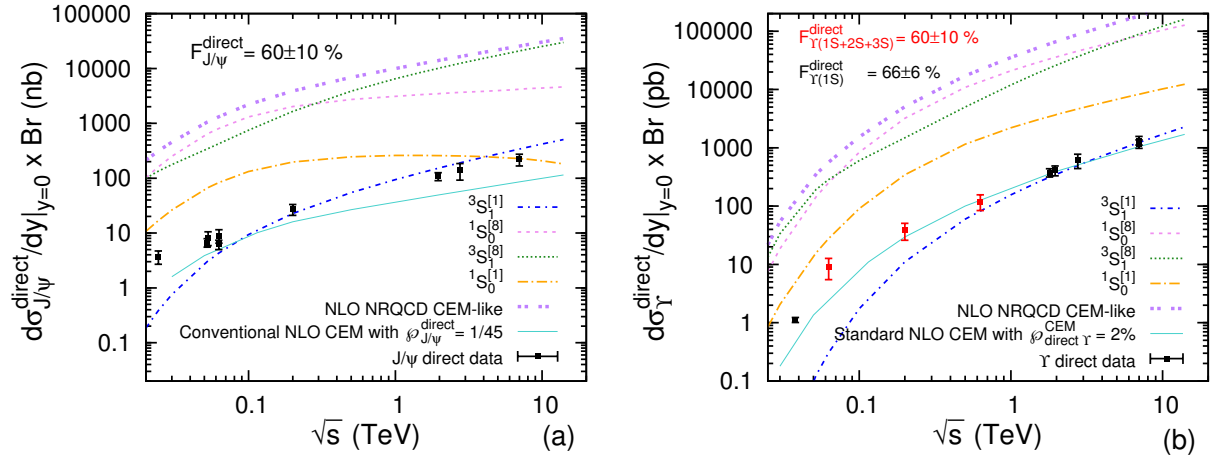 dσ^direct_J/ψ/dy|y=0 x Br (nb)
100000
10000
1000
100
10
1
0.1
F^direct_J/ψ = 60±10 %
³S₁^[1]
¹S₀^[8]
³S₁^[8]
¹S₀^[1]
NLO NRQCD CEM-like
Conventional NLO CEM with ℘^direct_J/ψ = 1/45
J/ψ direct data
0.1 1 10
√s (TeV)
(a)
dσ^direct_ϒ/dy|y=0 x Br (pb)
100000
10000
1000
100
10
1
0.1
F^direct_ϒ(1S+2S+3S) = 60±10 %
F^direct_ϒ(1S) = 66±6 %
³S₁^[1]
¹S₀^[8]
³S₁^[8]
¹S₀^[1]
NLO NRQCD CEM-like
Standard NLO CEM with ℘^CEM_direct ϒ = 2%
ϒ direct data
0.1 1 10
√s (TeV)
(b)